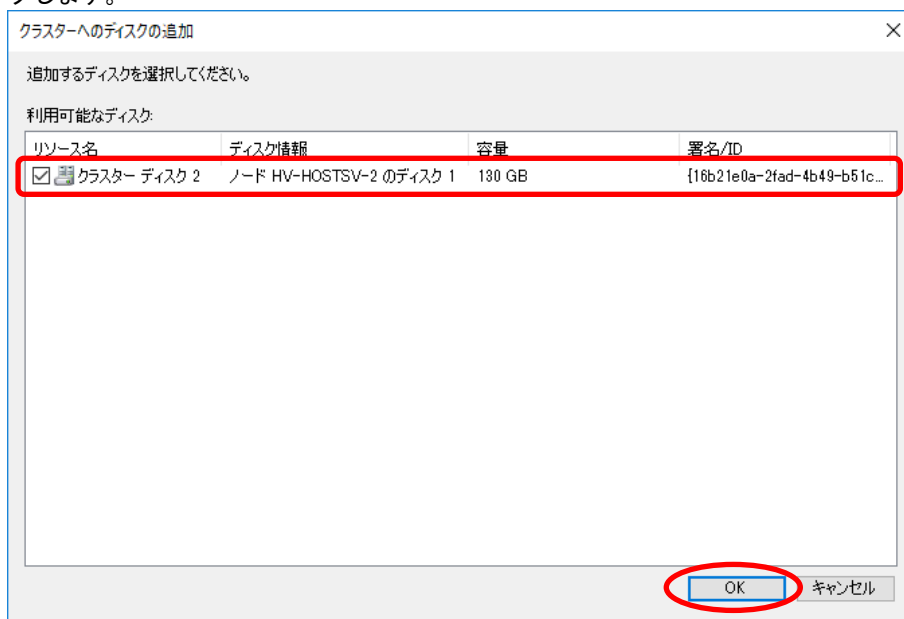 クします。
クラスターへのディスクの追加
追加するディスクを選択してください。
利用可能なディスク:
リソース名 ディスク情報 容量 署名/ID
クラスター ディスク 2 ノード HV-HOSTSV-2 のディスク 1 130 GB {16b21e0a-2fad-4b49-b51c...
OK キャンセル